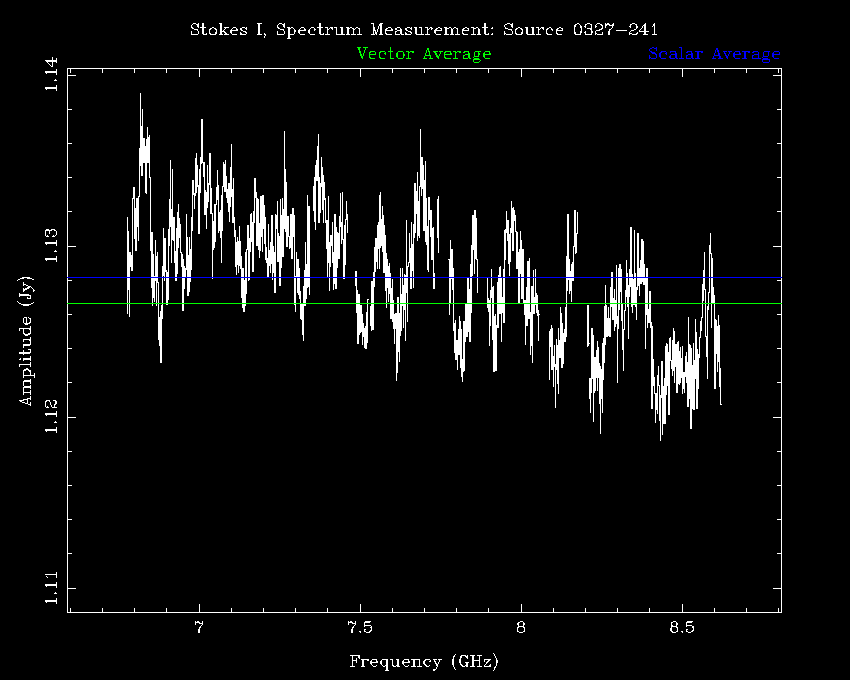 Stokes I, Spectrum Measurement: Source 0327-241
Vector Average Scalar Average
1.14
1.13
1.12
1.11
Amplitude (Jy)
7 7.5 8 8.5
Frequency (GHz)